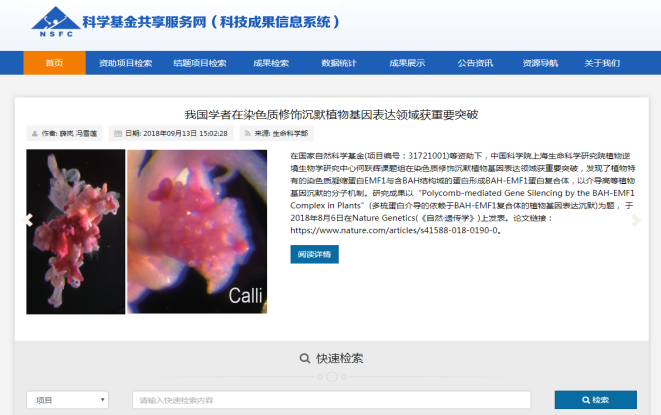 科学基金共享服务网（科技成果信息系统）
NSFC
首页 资助项目检索 结题项目检索 成果检索 数据统计 成果展示 公告资讯 资源导航 关于我们
我国学者在染色质修饰沉默植物基因表达领域获重要突破
作者: 薛岚 冯雪莲 日期: 2018年09月13日 15:02:28 来源: 生命科学部
在国家自然科学基金(项目编号：31721001)等资助下，中国科学院上海生命科学研究院植物逆
境生物学研究中心何跃辉课题组在染色质修饰沉默植物基因表达领域获重要突破，发现了植物特
有的染色质凝缩蛋白EMF1与含BAH结构域的蛋白形成BAH-EMF1蛋白复合体，以介导高等植物
基因沉默的分子机制。研究成果以“Polycomb-mediated Gene Silencing by the BAH-EMF1
Complex in Plants”(多梳蛋白介导的依赖于BAH-EMF1复合体的植物基因表达沉默)为题，于
2018年8月6日在Nature Genetics(《自然·遗传学》)上发表。论文链接：
https://www.nature.com/articles/s41588-018-0190-0。
阅读详情
Calli
快速检索
项目 请输入快速检索内容 检索